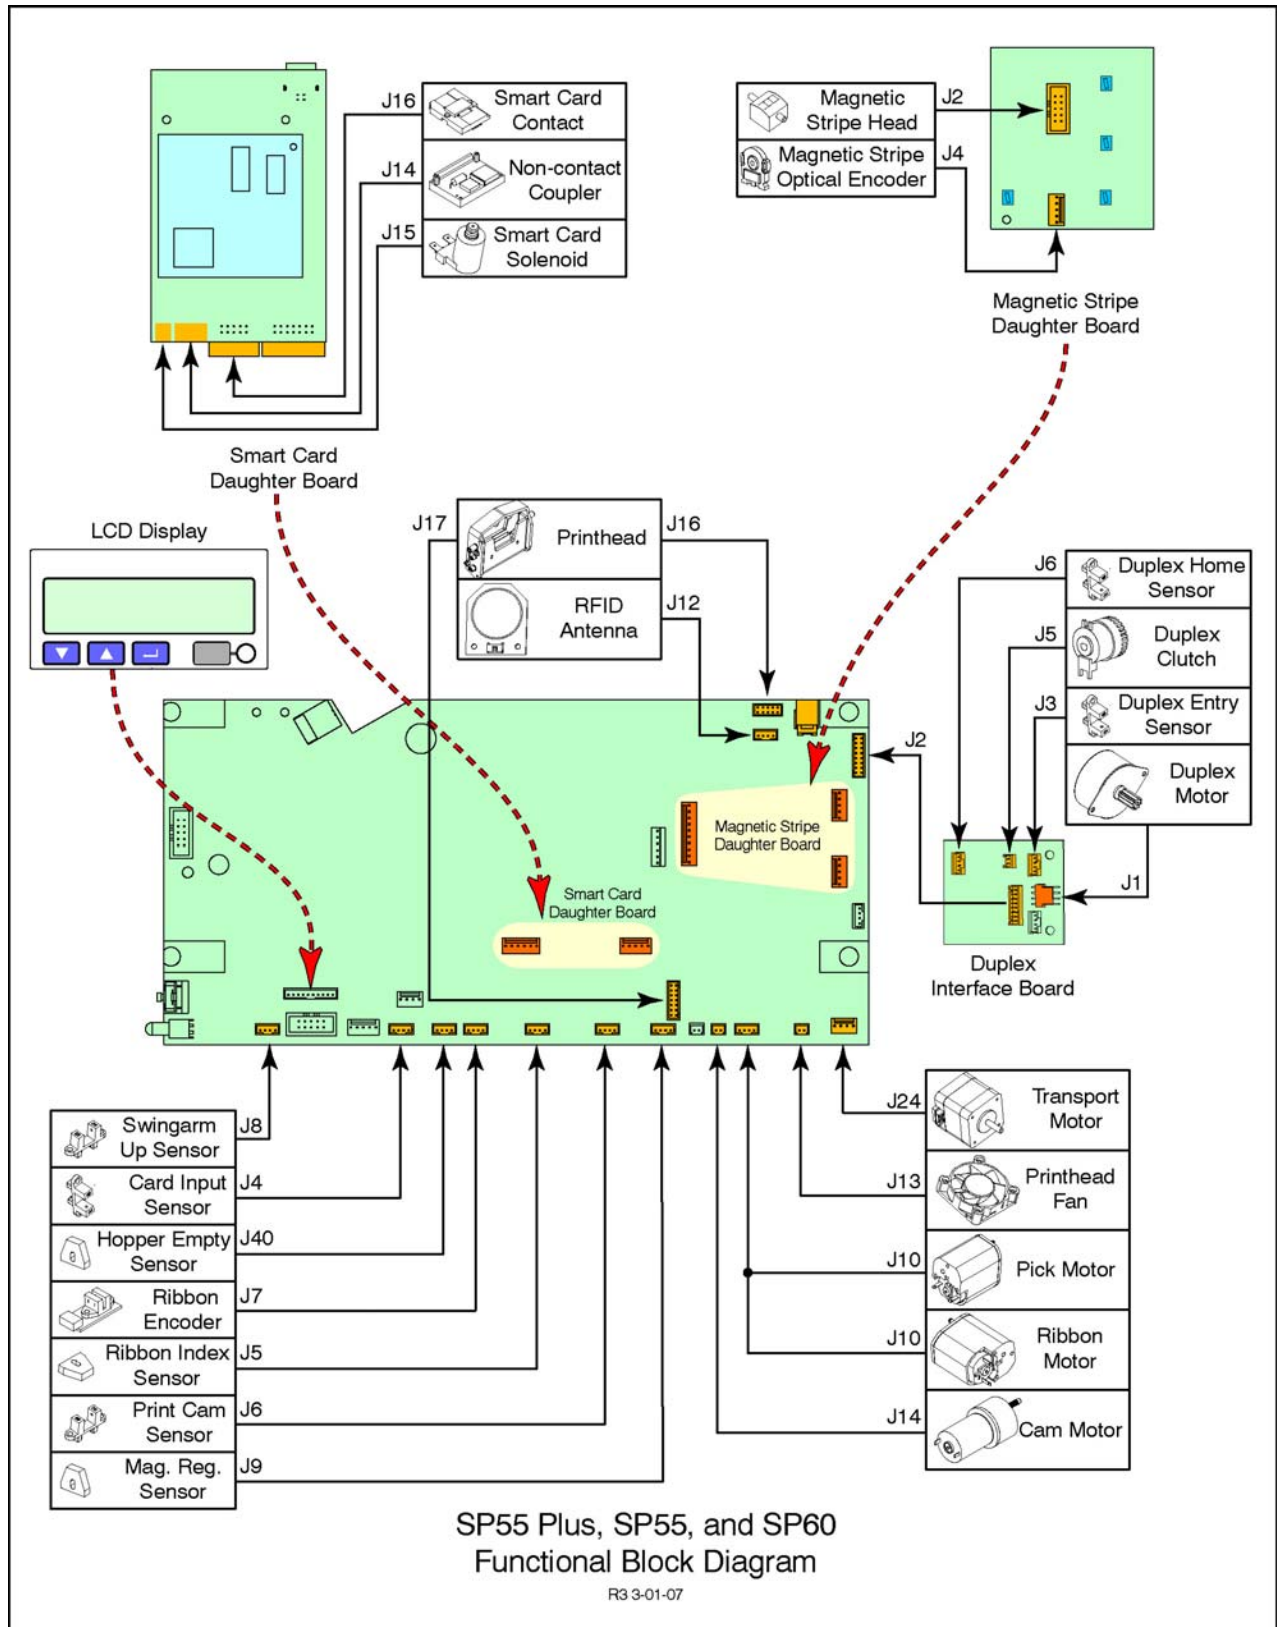 J16
Smart Card
Contact
J14
Non-contact
Coupler
J15
Smart Card
Solenoid
Magnetic
Stripe Head
J2
Magnetic Stripe
Optical Encoder
J4
Magnetic Stripe
Daughter Board
Smart Card
Daughter Board
LCD Display
J17
Printhead
J16
RFID
Antenna
J12
J6
Duplex Home
Sensor
J5
Duplex
Clutch
J3
Duplex Entry
Sensor
Duplex
Motor
J2
J1
Magnetic Stripe
Daughter Board
Smart Card
Daughter Board
Duplex
Interface Board
Swingarm
Up Sensor
J8
Card Input
Sensor
J4
Hopper Empty
Sensor
J40
Ribbon
Encoder
J7
Ribbon Index
Sensor
J5
Print Cam
Sensor
J6
Mag. Reg.
Sensor
J9
J24
Transport
Motor
J13
Printhead
Fan
J10
Pick Motor
J10
Ribbon
Motor
J14
Cam Motor
SP55 Plus, SP55, and SP60
Functional Block Diagram
R3 3-01-07